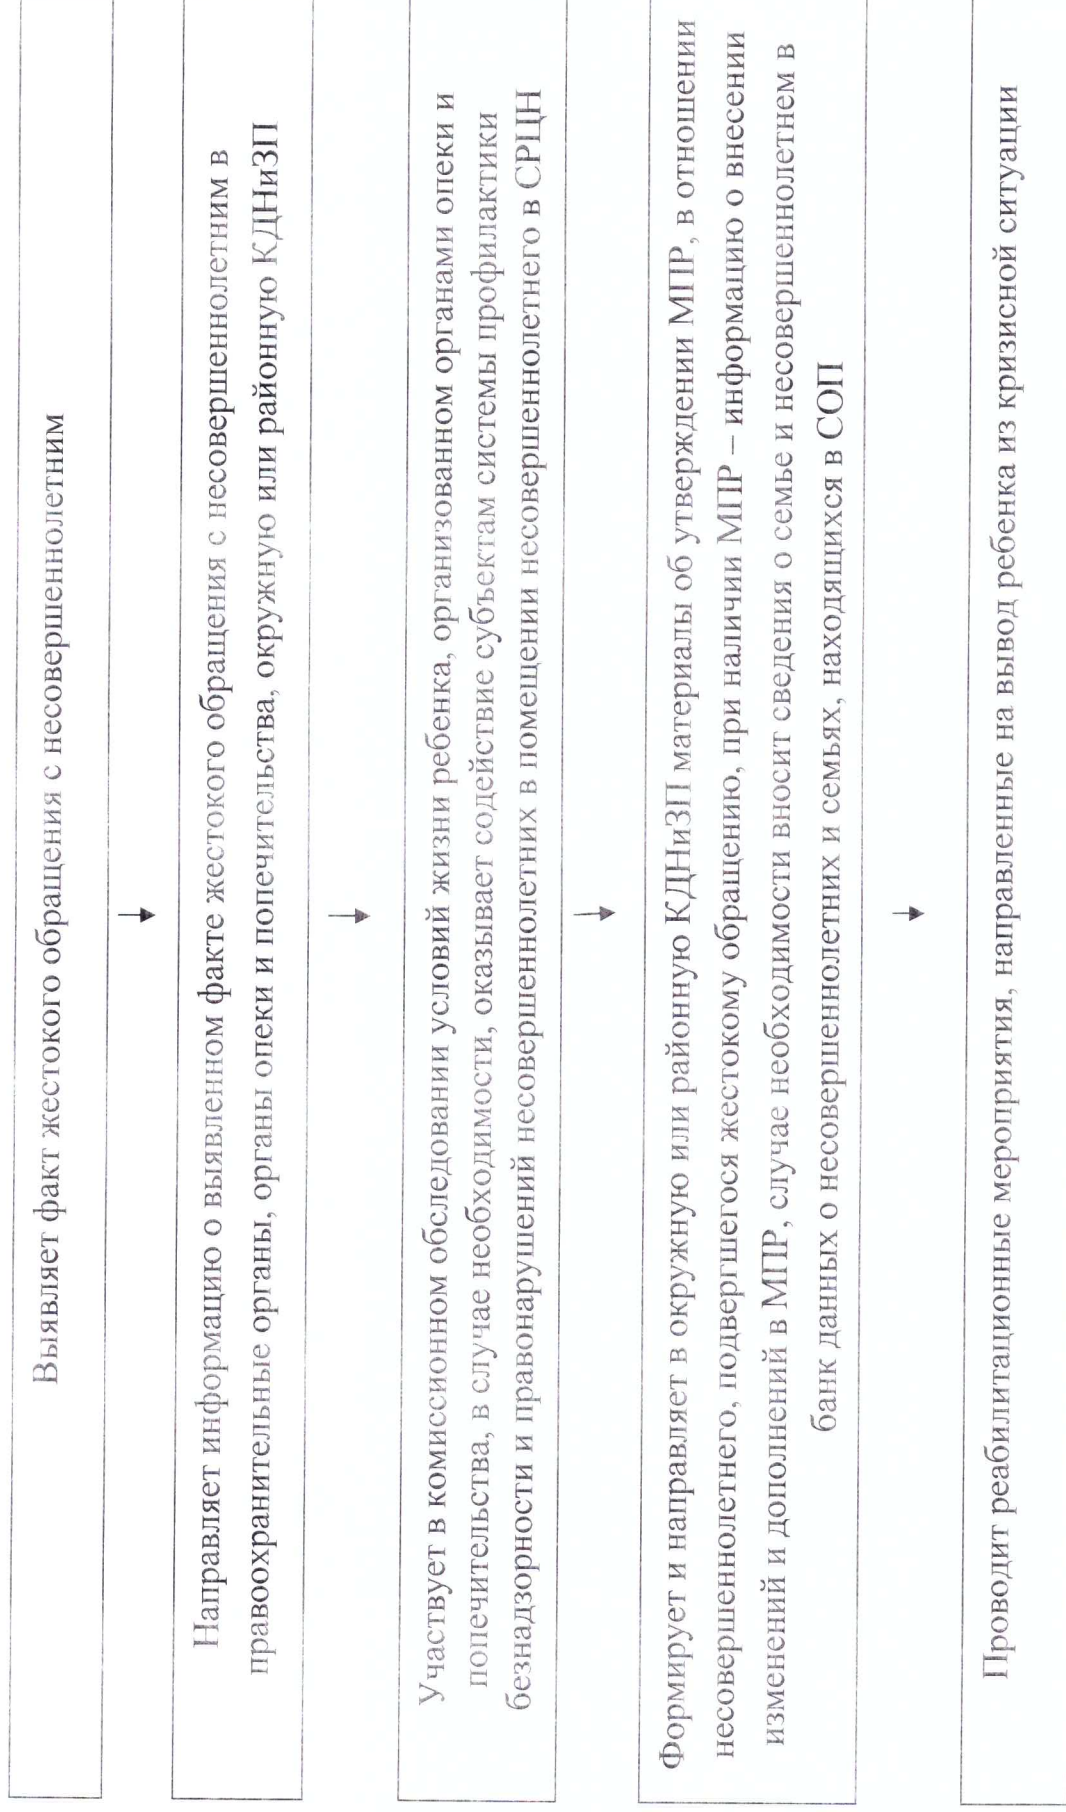 Выявляет факт жестокого обращения с несовершеннолетним
Направляет информацию о выявленном факте жестокого обращения с несовершеннолетним в
правоохранительные органы, органы опеки и попечительства, окружную или районную КДНиЗП
Участвует в комиссионном обследовании условий жизни ребенка, организованном органами опеки и
попечительства, в случае необходимости, оказывает содействие субъектам системы профилактики
безнадзорности и правонарушений несовершеннолетних в помещении несовершеннолетнего в СРЦН
Формирует и направляет в окружную или районную КДНиЗП материалы об утверждении МПР, в отношении
несовершеннолетнего, подвергшегося жестокому обращению, при наличии МПР – информацию о внесении
изменений и дополнений в МПР, случае необходимости вносит сведения о семье и несовершеннолетнем в
банк данных о несовершеннолетних и семьях, находящихся в СОП
Проводит реабилитационные мероприятия, направленные на вывод ребенка из кризисной ситуации